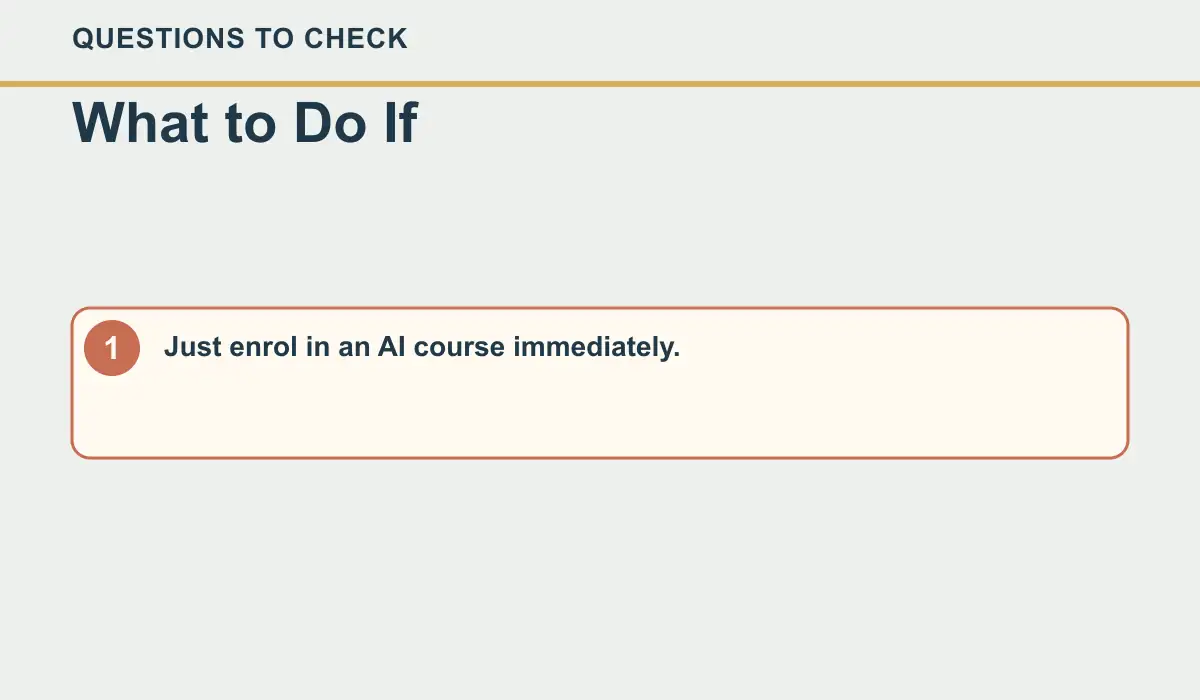 QUESTIONS TO CHECK
What to Do If
1
Just enrol in an AI course immediately.